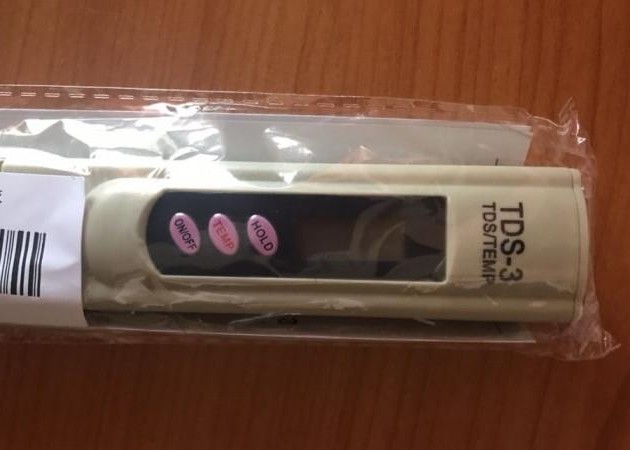 ON/OFF
TEMP
HOLD
TDS-3
TDS/TEMP